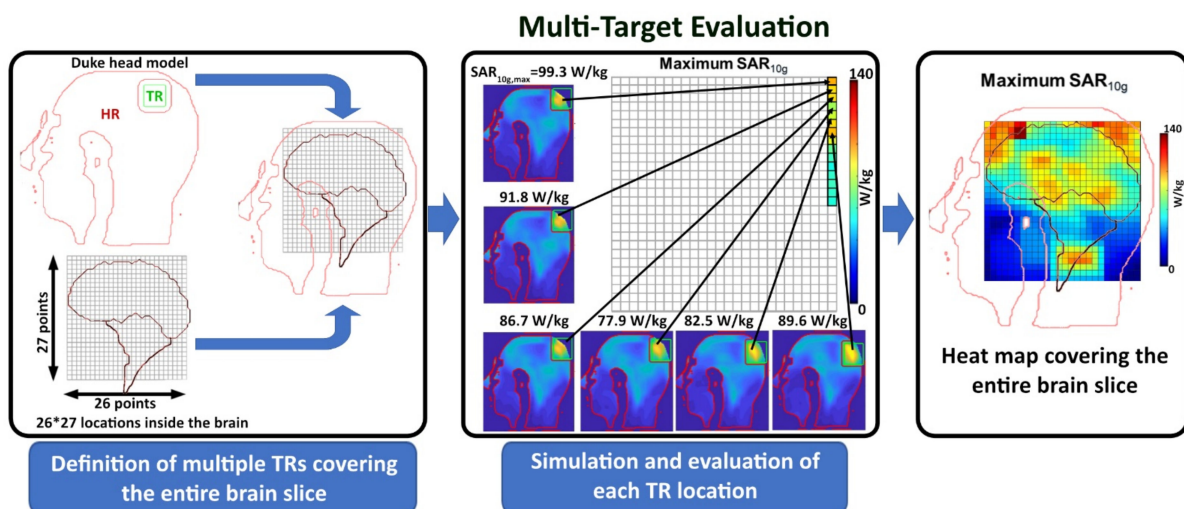 Multi-Target Evaluation
Duke head model
TR
HR
27 points
26 points
26*27 locations inside the brain
Definition of multiple TRs covering
the entire brain slice
SAR10g,max=99.3 W/kg
Maximum SAR10g
140
W/kg
0
91.8 W/kg
86.7 W/kg
77.9 W/kg
82.5 W/kg
89.6 W/kg
Simulation and evaluation of
each TR location
Maximum SAR10g
140
W/kg
0
Heat map covering the
entire brain slice